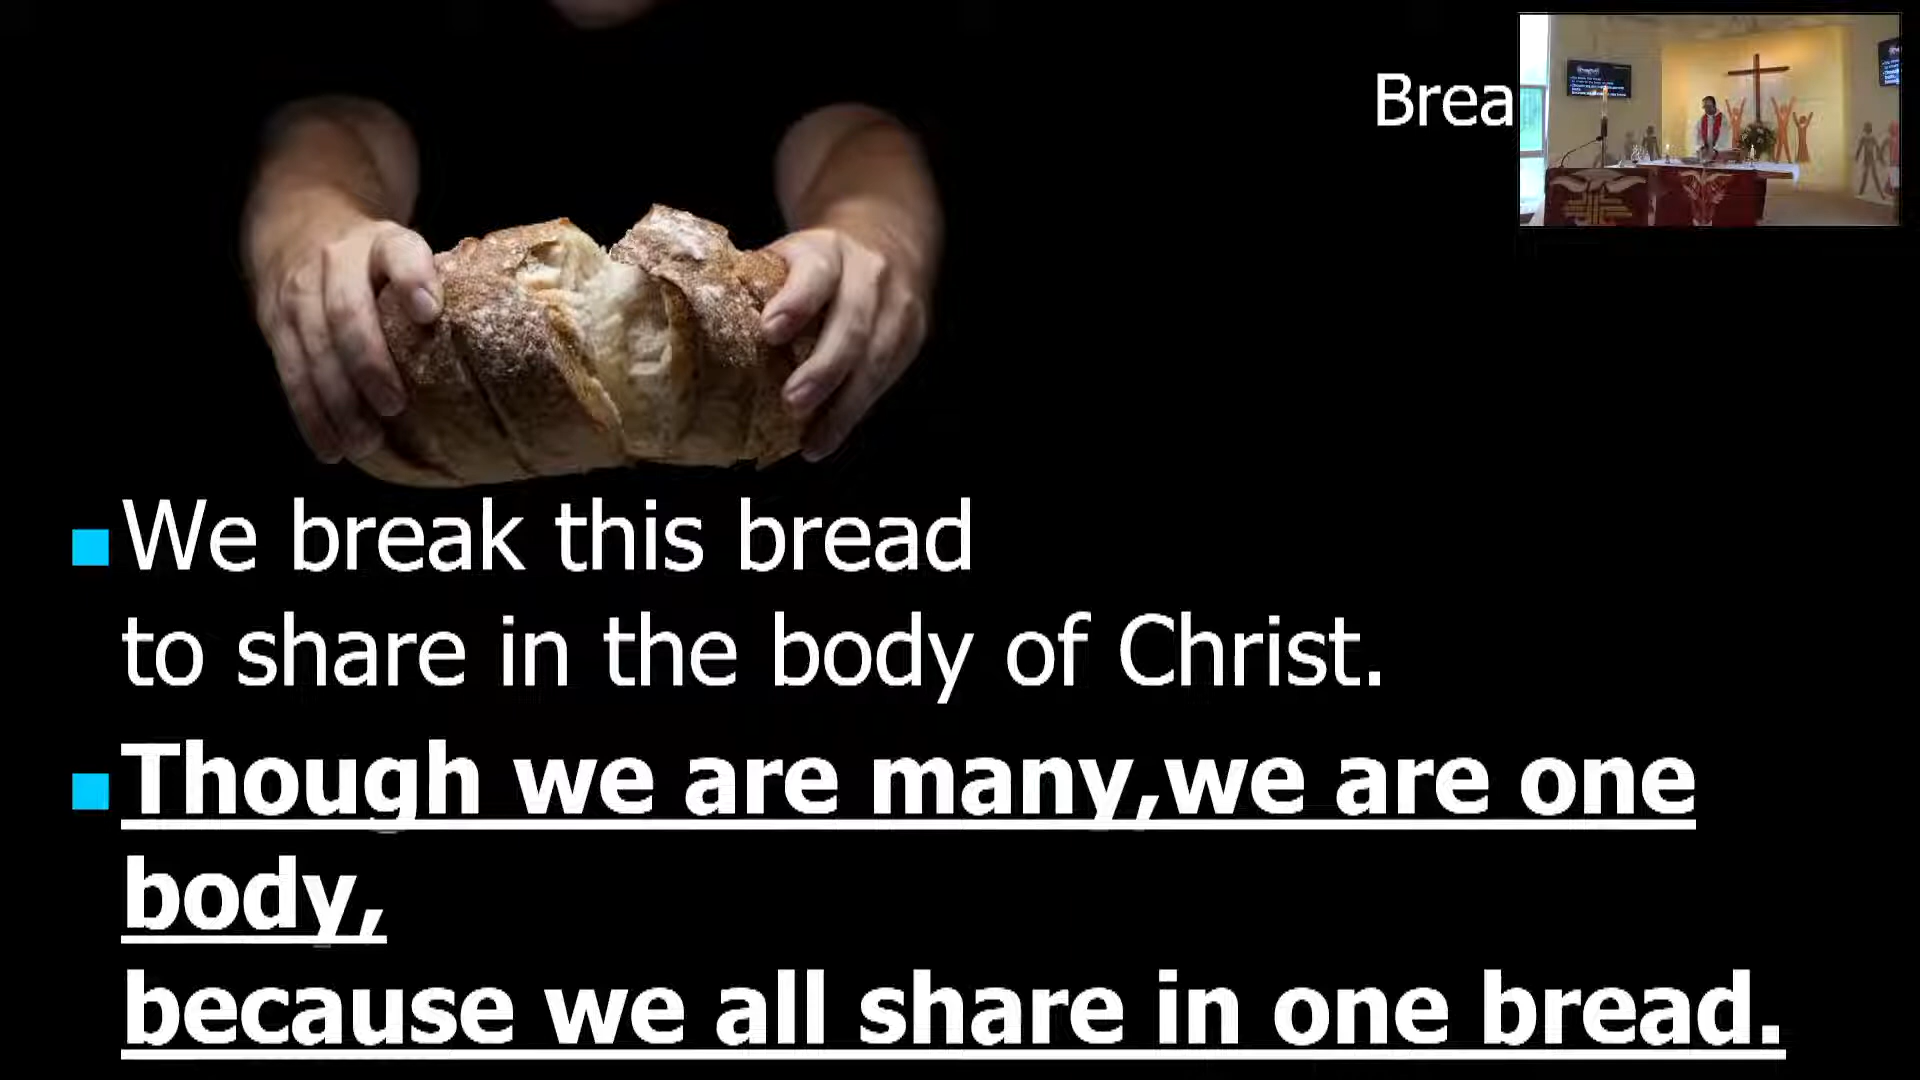 Brea
We break this bread
to share in the body of Christ.
Though we are many,we are one
body,
because we all share in one bread.